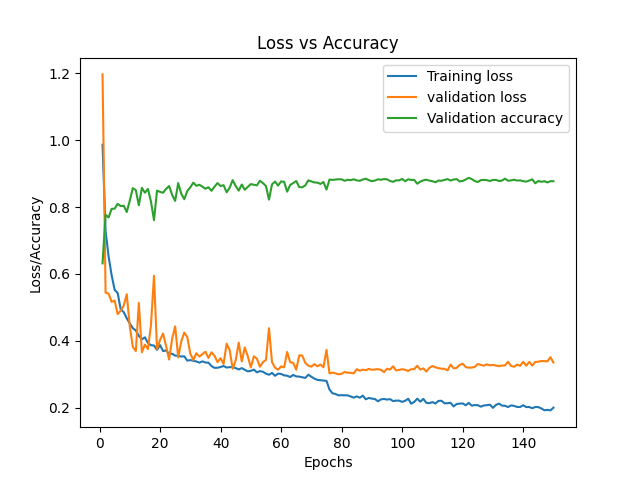 Loss vs Accuracy
Training loss
validation loss
Validation accuracy
Loss/Accuracy
1.2
1.0
0.8
0.6
0.4
0.2
0 20 40 60 80 100 120 140
Epochs